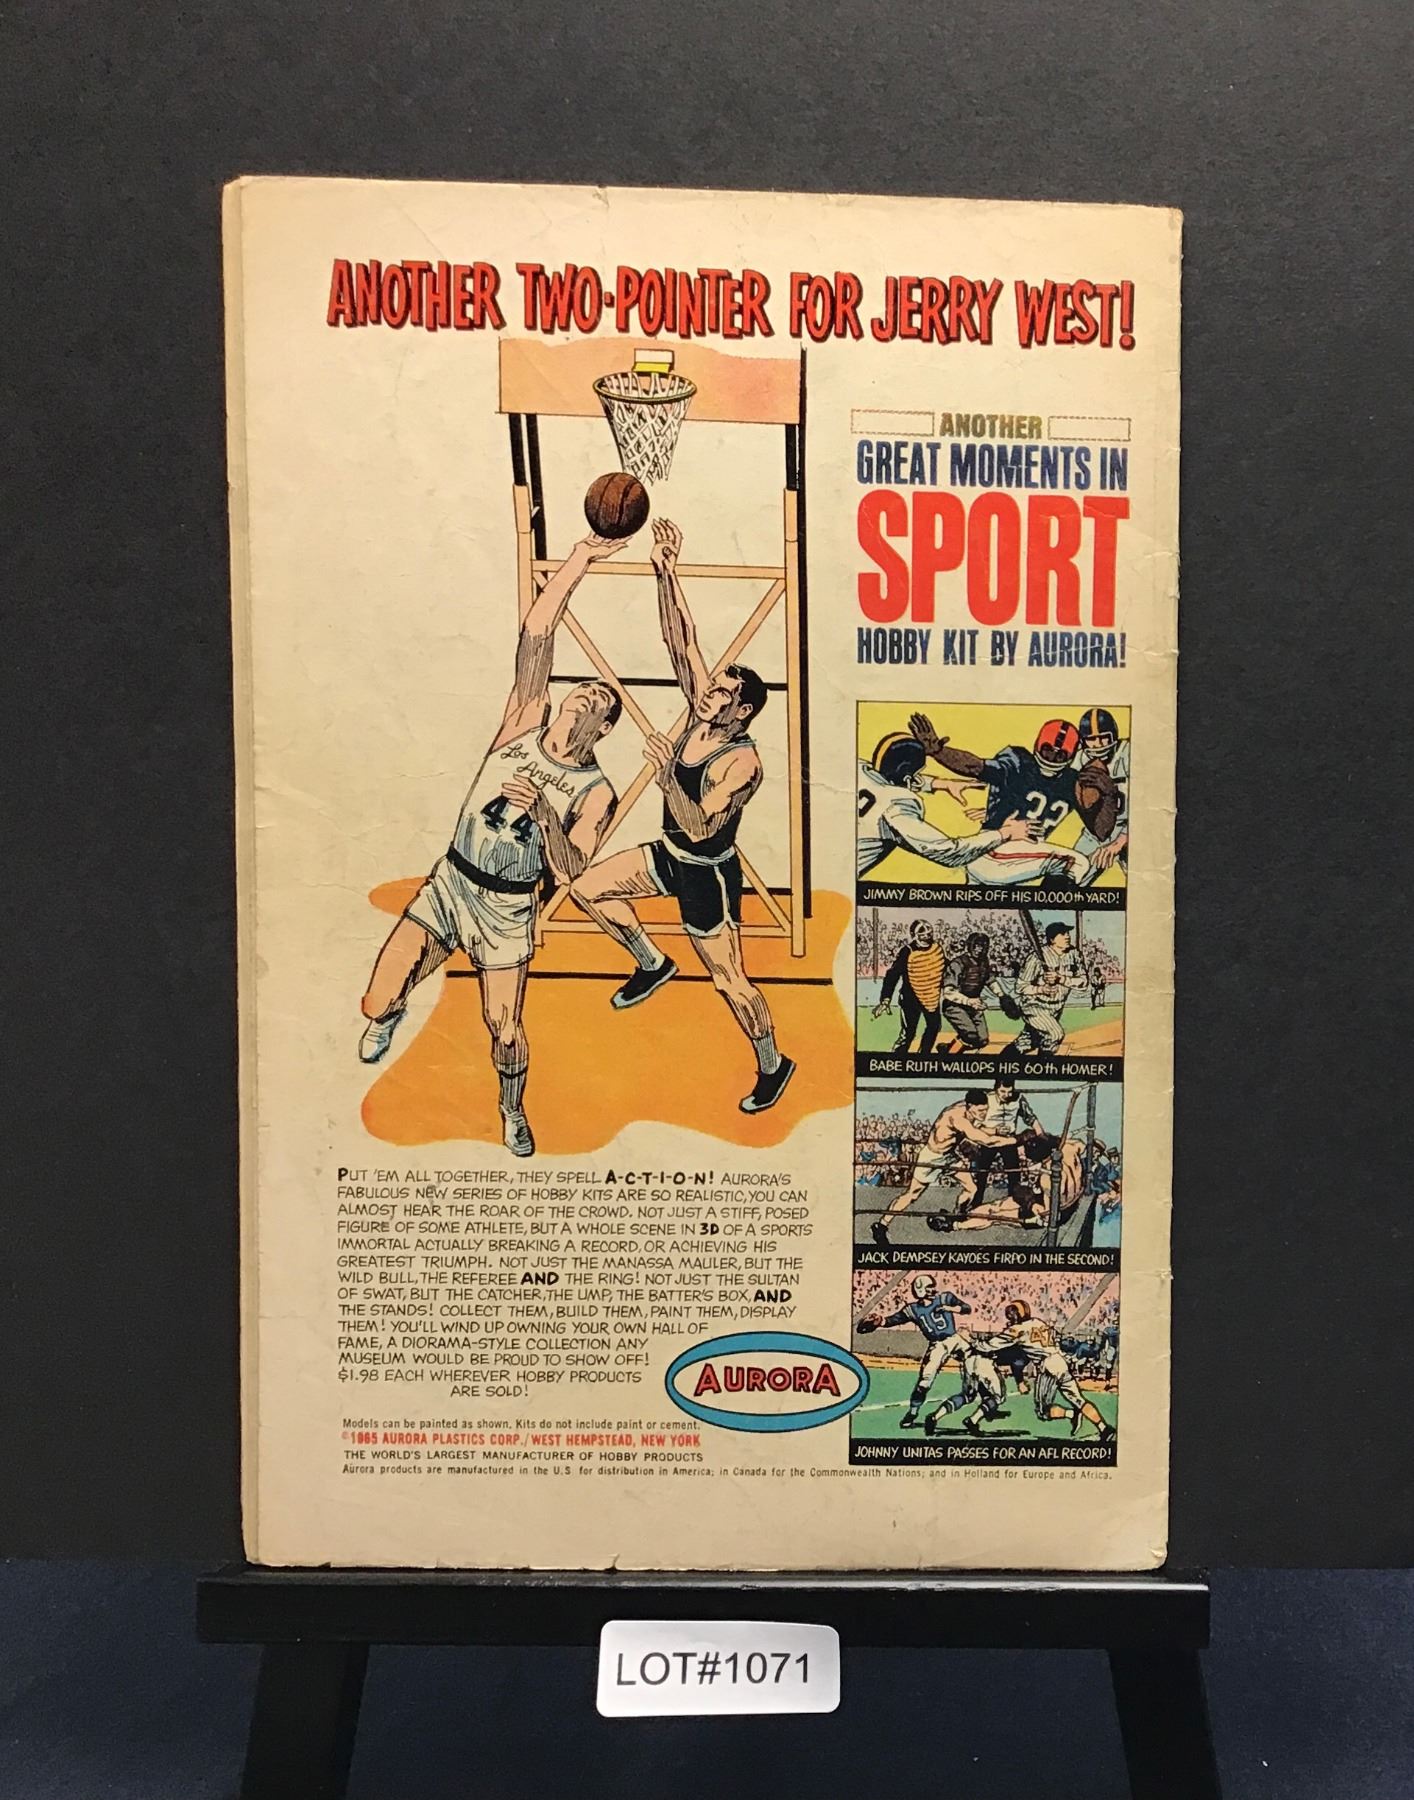 ANOTHER TWO-POINTER FOR JERRY WEST!
ANOTHER
GREAT MOMENTS IN
SPORT
HOBBY KIT BY AURORA!
Los
Angeles
44
32
JIMMY BROWN RIPS OFF HIS 10,000th YARD!
BABE RUTH WALLOPS HIS 60th HOMER!
JACK DEMPSEY KAYOES FIRPO IN THE SECOND!
19
JOHNNY UNITAS PASSES FOR AN AFL RECORD!
PUT 'EM ALL TOGETHER, THEY SPELL A-C-T-I-O-N! AURORA'S
FABULOUS NEW SERIES OF HOBBY KITS ARE SO REALISTIC, YOU CAN
ALMOST HEAR THE ROAR OF THE CROWD. NOT JUST A STIFF, POSED
FIGURE OF SOME ATHLETE, BUT A WHOLE SCENE IN 3D OF A SPORTS
IMMORTAL ACTUALLY BREAKING A RECORD, OR ACHIEVING HIS
GREATEST TRIUMPH. NOT JUST THE MANASSA MAULER, BUT THE
WILD BULL, THE REFEREE AND THE RING! NOT JUST THE SULTAN
OF SWAT, BUT THE CATCHER, THE UMP, THE BATTER'S BOX, AND
THE STANDS! COLLECT THEM, BUILD THEM, PAINT THEM, DISPLAY
THEM! YOU'LL WIND UP OWNING YOUR OWN HALL OF
FAME, A DIORAMA-STYLE COLLECTION ANY
MUSEUM WOULD BE PROUD TO SHOW OFF!
$1.98 EACH WHEREVER HOBBY PRODUCTS
ARE SOLD!
AURORA
Models can be painted as shown. Kits do not include paint or cement.
©1965 AURORA PLASTICS CORP./WEST HEMPSTEAD, NEW YORK
THE WORLD'S LARGEST MANUFACTURER OF HOBBY PRODUCTS
Aurora products are manufactured in the U.S for distribution in America; in Canada for the Commonwealth Nations; and in Holland for Europe and Africa.
LOT#1071